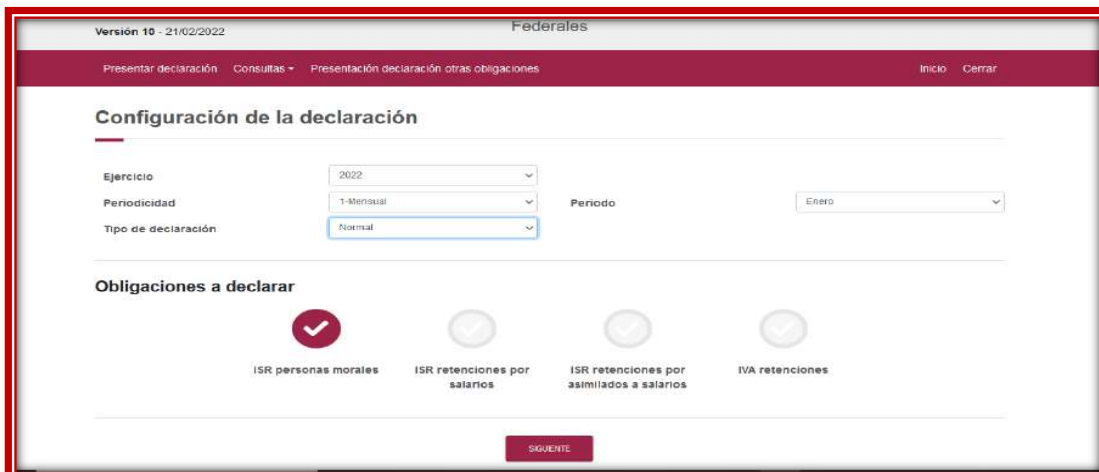 Federales
Versión 10 - 21/02/2022
Presentar declaración Consultas Presentación declaración otras obligaciones Inicio Cerrar
Configuración de la declaración
Ejercicio 2022
Periodicidad 1-Mensual Periodo Enero
Tipo de declaración Normal
Obligaciones a declarar
ISR personas morales ISR retenciones por ISR retenciones por IVA retenciones
salarios asimilados a salarios
SIGUIENTE